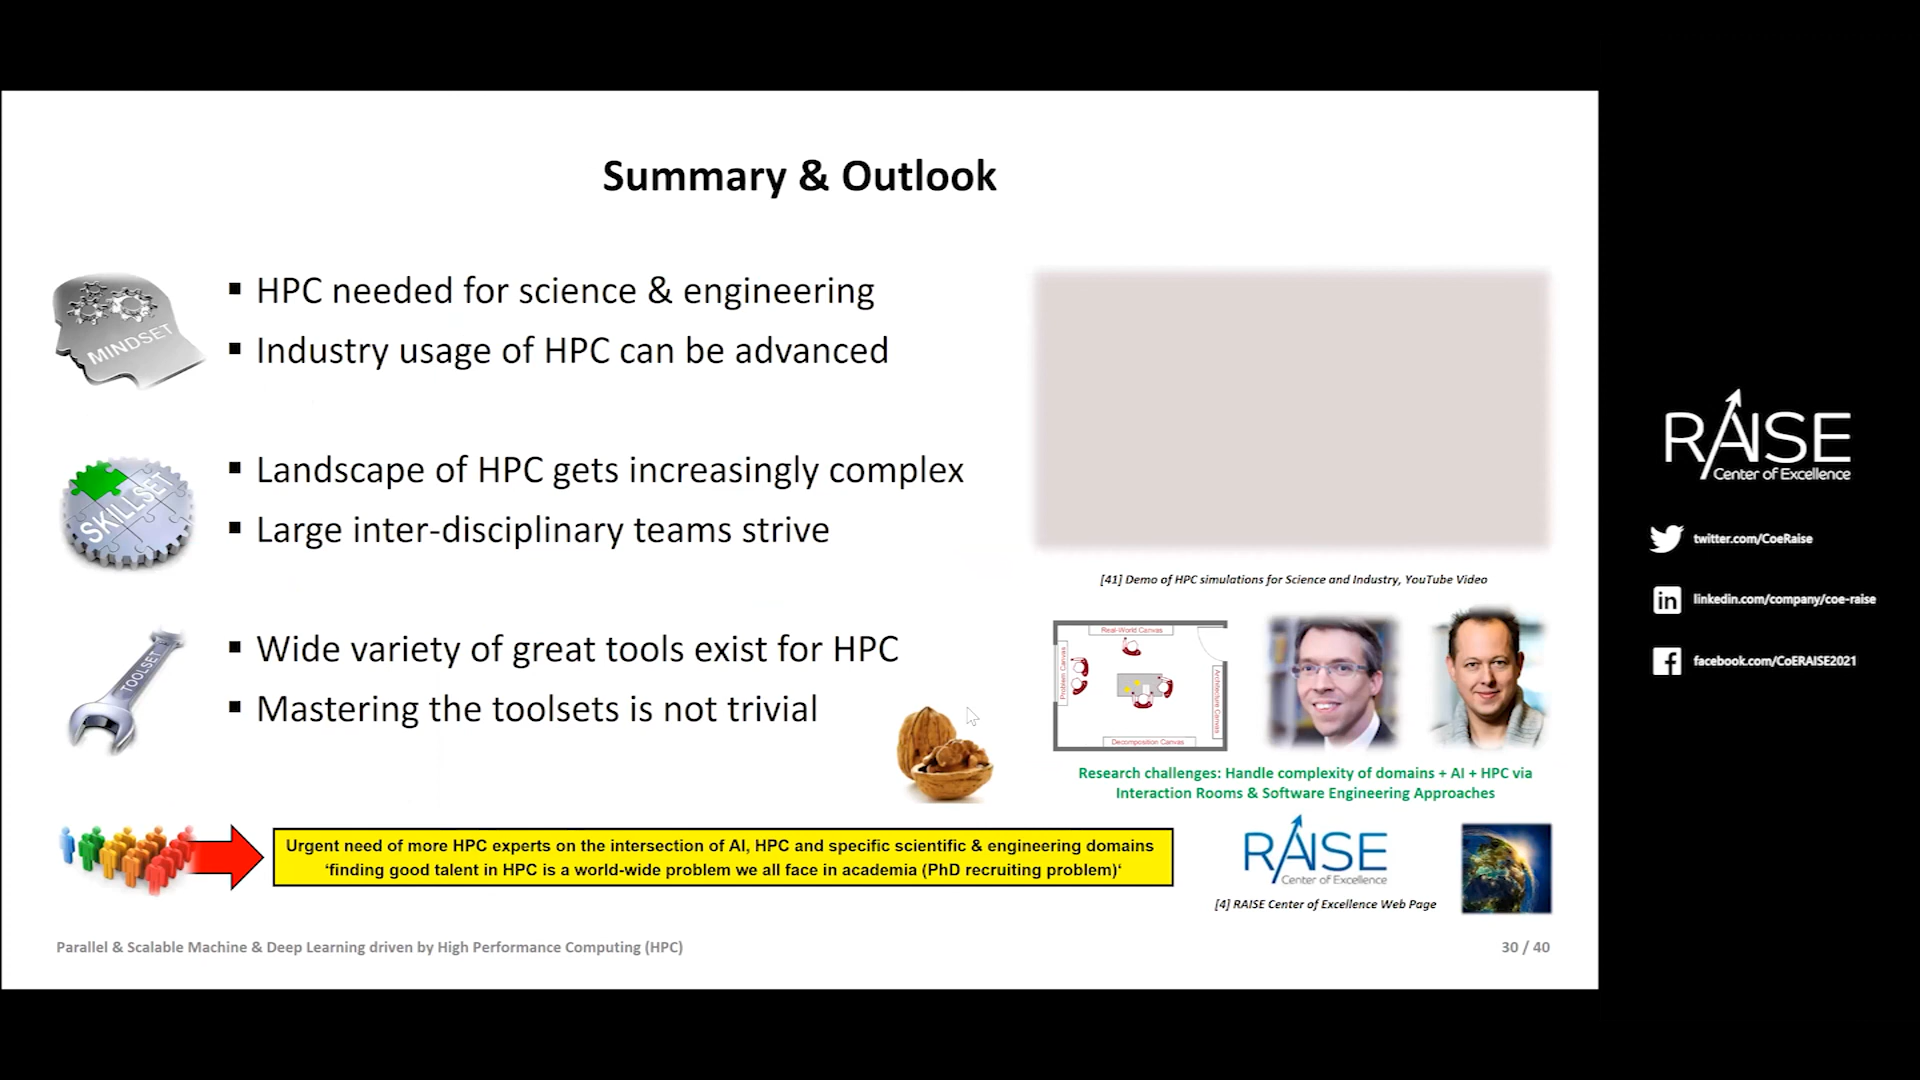 Summary & Outlook
MINDSET
▪ HPC needed for science & engineering
▪ Industry usage of HPC can be advanced
SKILLSET
▪ Landscape of HPC gets increasingly complex
▪ Large inter-disciplinary teams strive
TOOLSET
▪ Wide variety of great tools exist for HPC
▪ Mastering the toolsets is not trivial
[41] Demo of HPC simulations for Science and Industry, YouTube Video
Real-World Canvas
Problem Canvas
Architecture Canvas
Decomposition Canvas
Research challenges: Handle complexity of domains + AI + HPC via
Interaction Rooms & Software Engineering Approaches
Urgent need of more HPC experts on the intersection of AI, HPC and specific scientific & engineering domains
‘finding good talent in HPC is a world-wide problem we all face in academia (PhD recruiting problem)‘
RAISE
Center of Excellence
[4] RAISE Center of Excellence Web Page
Parallel & Scalable Machine & Deep Learning driven by High Performance Computing (HPC)
30 / 40
RAISE
Center of Excellence
twitter.com/CoeRaise
in
linkedin.com/company/coe-raise
facebook.com/CoERAISE2021